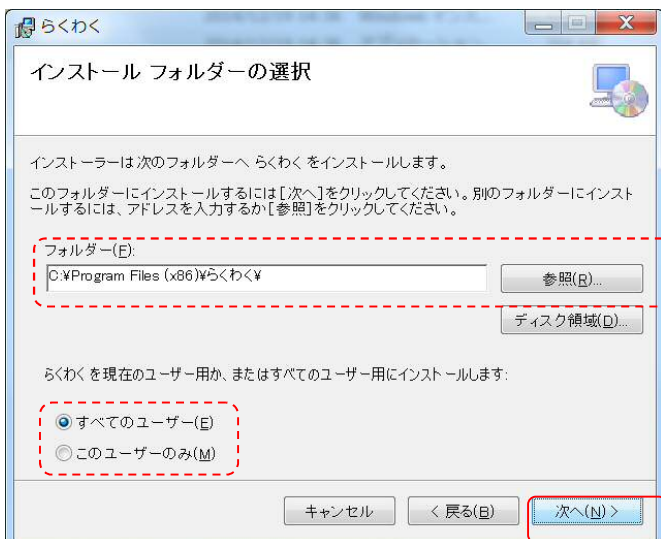 らくわく
インストール フォルダーの選択
インストーラーは次のフォルダーへ らくわく をインストールします。
このフォルダーにインストールするには[次へ]をクリックしてください。別のフォルダーにインスト
ールするには、アドレスを入力するか[参照]をクリックしてください。
フォルダー(F):
C:¥Program Files (x86)¥らくわく¥
参照(R)...
ディスク領域(D)...
らくわく を現在のユーザー用か、またはすべてのユーザー用にインストールします:
すべてのユーザー(E)
このユーザーのみ(M)
キャンセル
< 戻る(B)
次へ(N) >